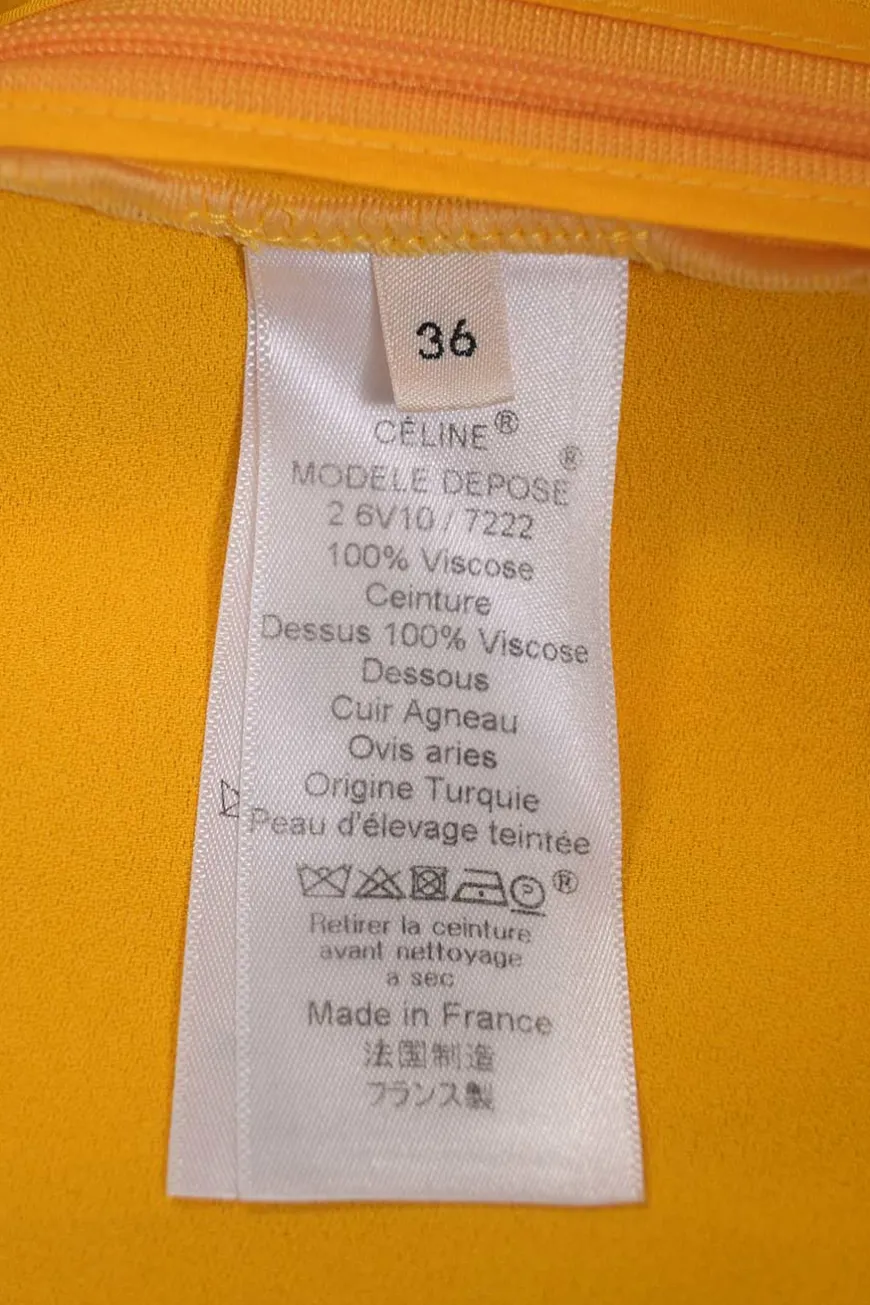 36
CÉLINE®
MODELE DEPOSE®
2 6V10 / 7222
100% Viscose
Ceinture
Dessus 100% Viscose
Dessous
Cuir Agneau
Ovis aries
Origine Turquie
Peau d'élevage teintée
P ®
Retirer la ceinture
avant nettoyage
a sec
Made in France
法国制造
フランス製